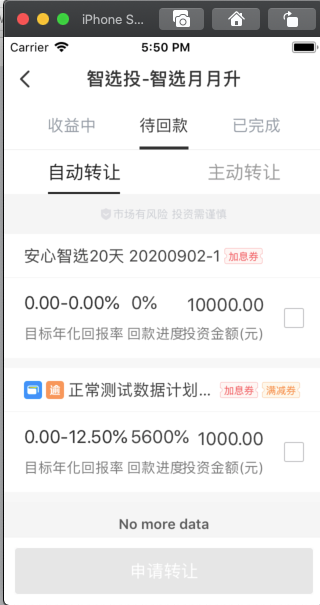 iPhone S...
Carrier 5:50 PM
智选投-智选月月升
收益中 待回款 已完成
自动转让 主动转让
市场有风险 投资需谨慎
安心智选20天 20200902-1 加息券
0.00-0.00% 0% 10000.00
目标年化回报率 回款进度 投资金额(元)
逾 正常测试数据计划... 加息券 满减券
0.00-12.50% 5600% 1000.00
目标年化回报率 回款进度 投资金额(元)
No more data
申请转让